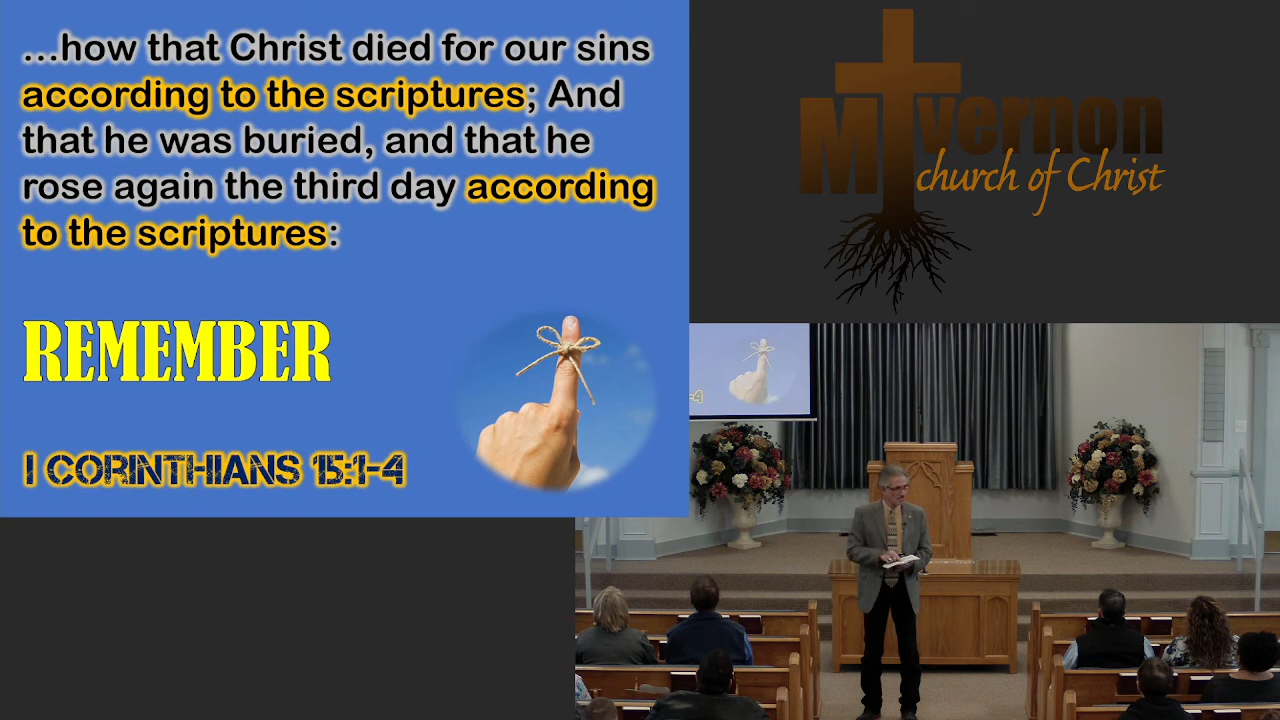 ...how that Christ died for our sins
according to the scriptures; And
that he was buried, and that he
rose again the third day according
to the scriptures:
REMEMBER
I CORINTHIANS 15:1-4
MT vernon
church of Christ
-4